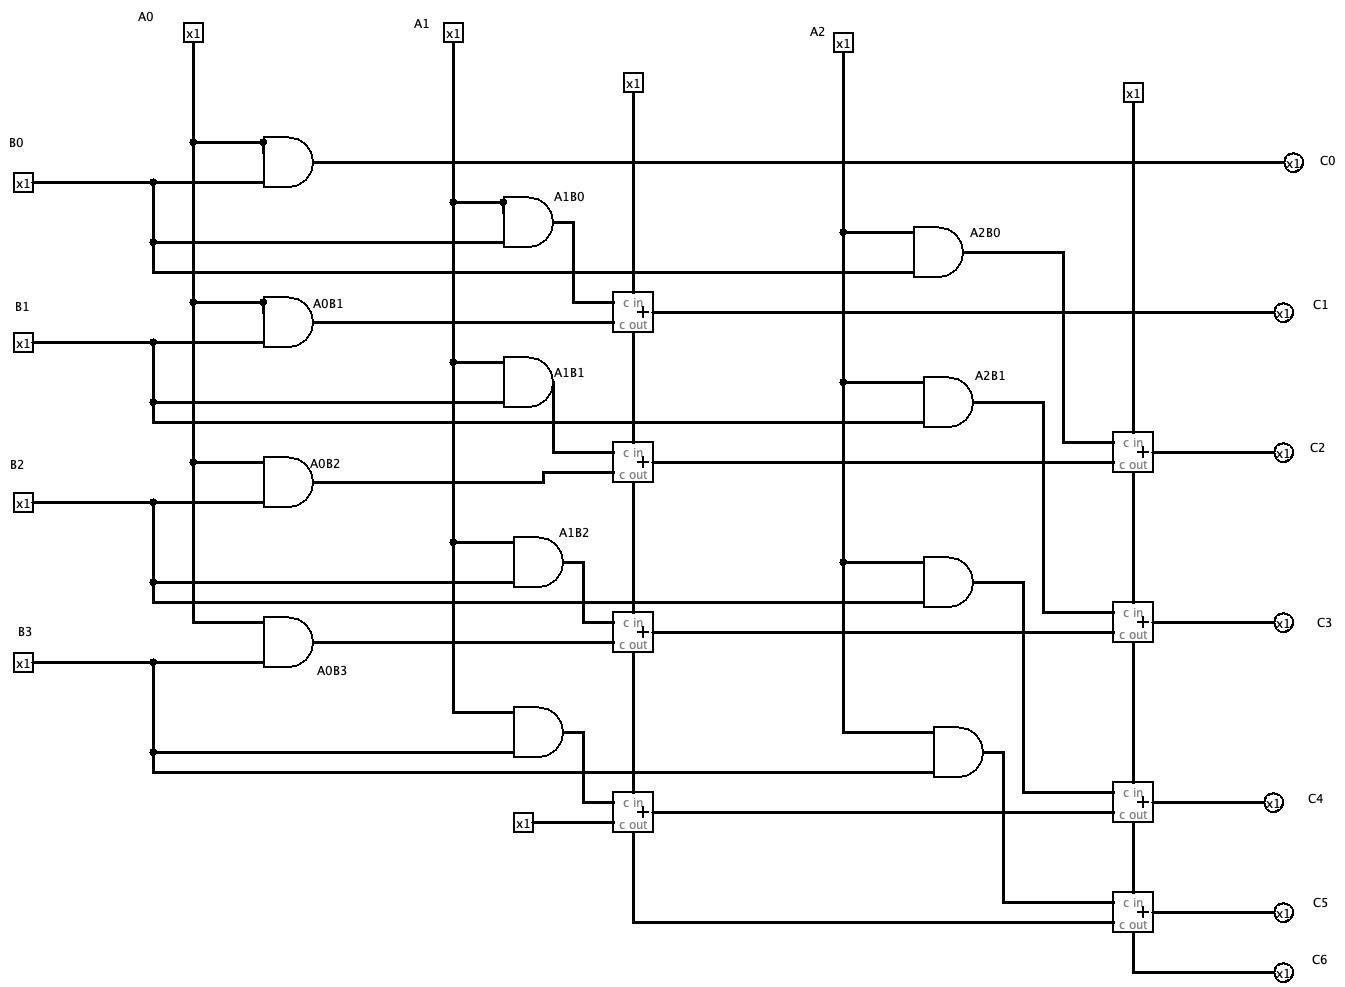 A0
A1
A2
x1
x1
x1
x1
x1
B0
C0
x1
x1
A1B0
A2B0
B1
A0B1
c in
c out
C1
x1
x1
A1B1
A2B1
B2
A0B2
c in
c out
c in
c out
C2
x1
x1
A1B2
B3
c in
c out
c in
c out
C3
x1
x1
A0B3
c in
c out
c in
c out
C4
x1
x1
c in
c out
C5
x1
C6
x1